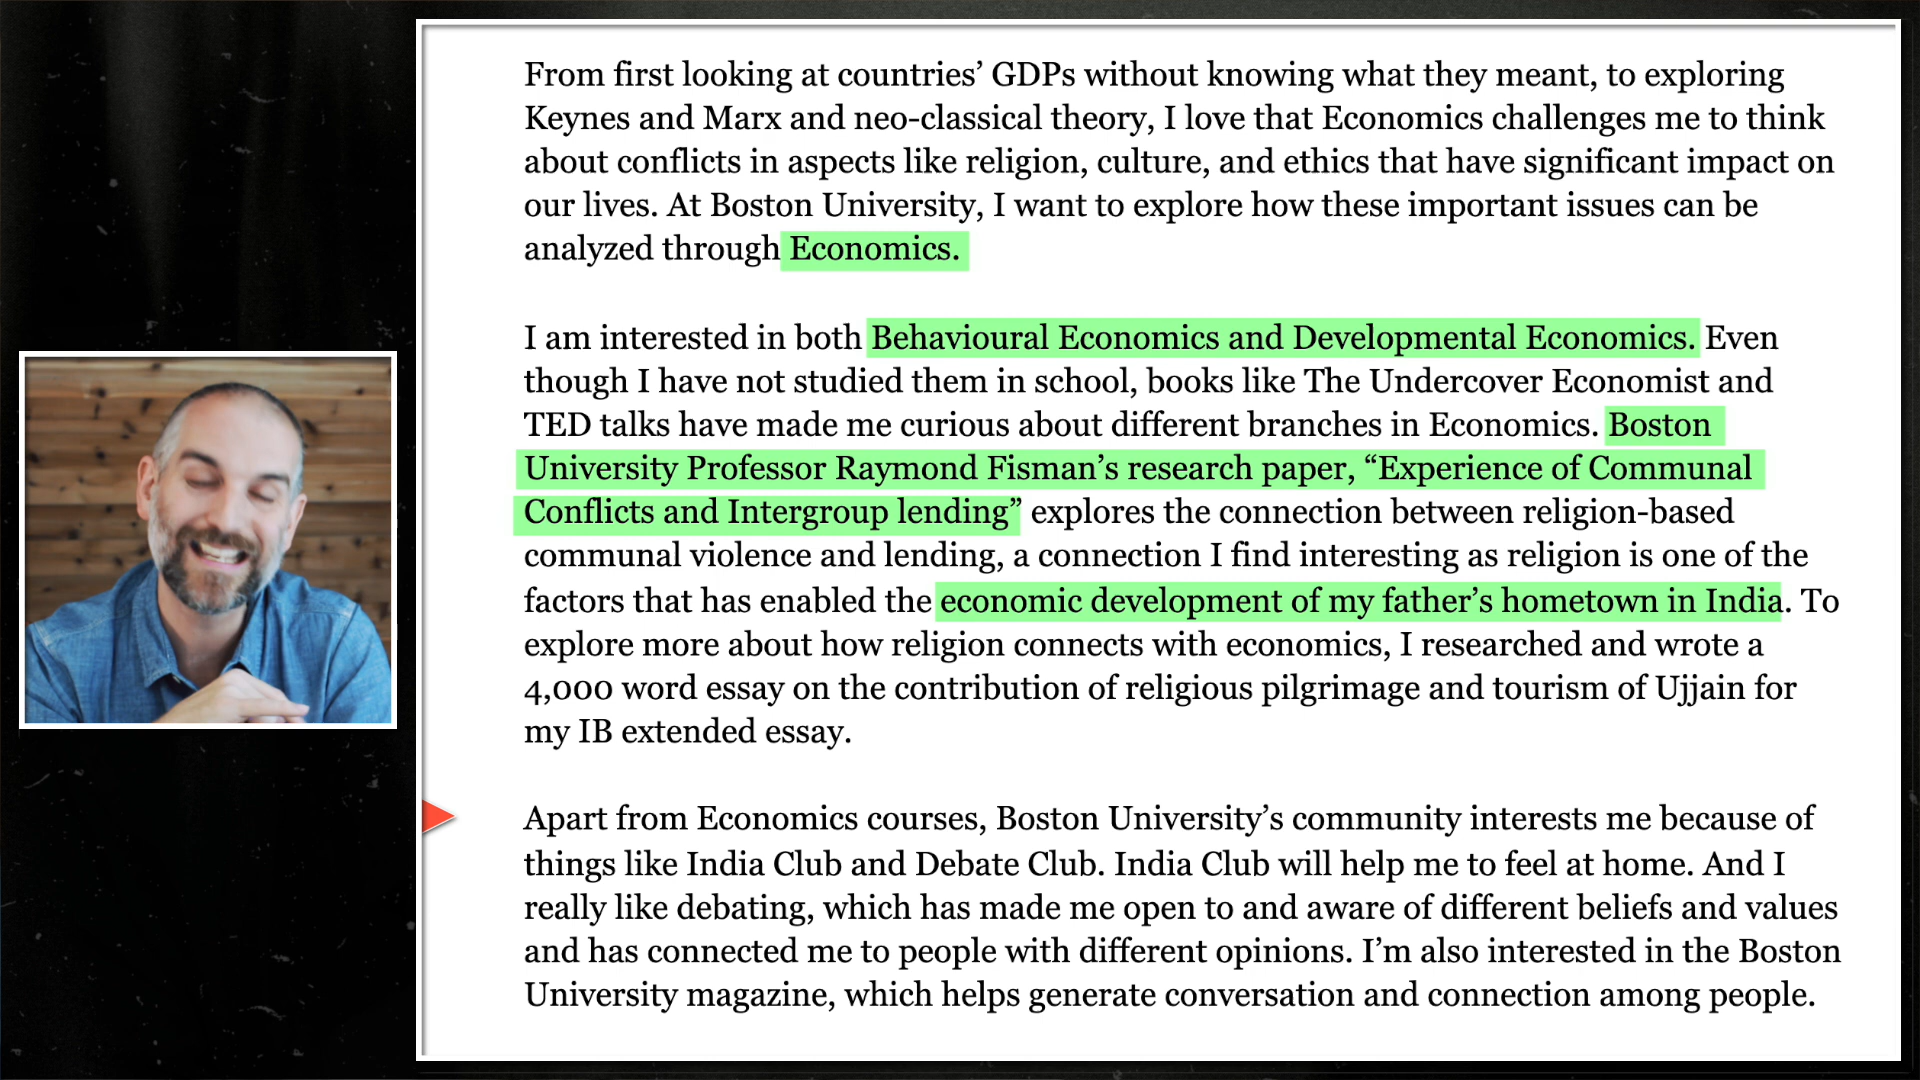 From first looking at countries’ GDPs without knowing what they meant, to exploring
Keynes and Marx and neo-classical theory, I love that Economics challenges me to think
about conflicts in aspects like religion, culture, and ethics that have significant impact on
our lives. At Boston University, I want to explore how these important issues can be
analyzed through Economics.
I am interested in both Behavioural Economics and Developmental Economics. Even
though I have not studied them in school, books like The Undercover Economist and
TED talks have made me curious about different branches in Economics. Boston
University Professor Raymond Fisman’s research paper, “Experience of Communal
Conflicts and Intergroup lending” explores the connection between religion-based
communal violence and lending, a connection I find interesting as religion is one of the
factors that has enabled the economic development of my father’s hometown in India. To
explore more about how religion connects with economics, I researched and wrote a
4,000 word essay on the contribution of religious pilgrimage and tourism of Ujjain for
my IB extended essay.
Apart from Economics courses, Boston University’s community interests me because of
things like India Club and Debate Club. India Club will help me to feel at home. And I
really like debating, which has made me open to and aware of different beliefs and values
and has connected me to people with different opinions. I’m also interested in the Boston
University magazine, which helps generate conversation and connection among people.